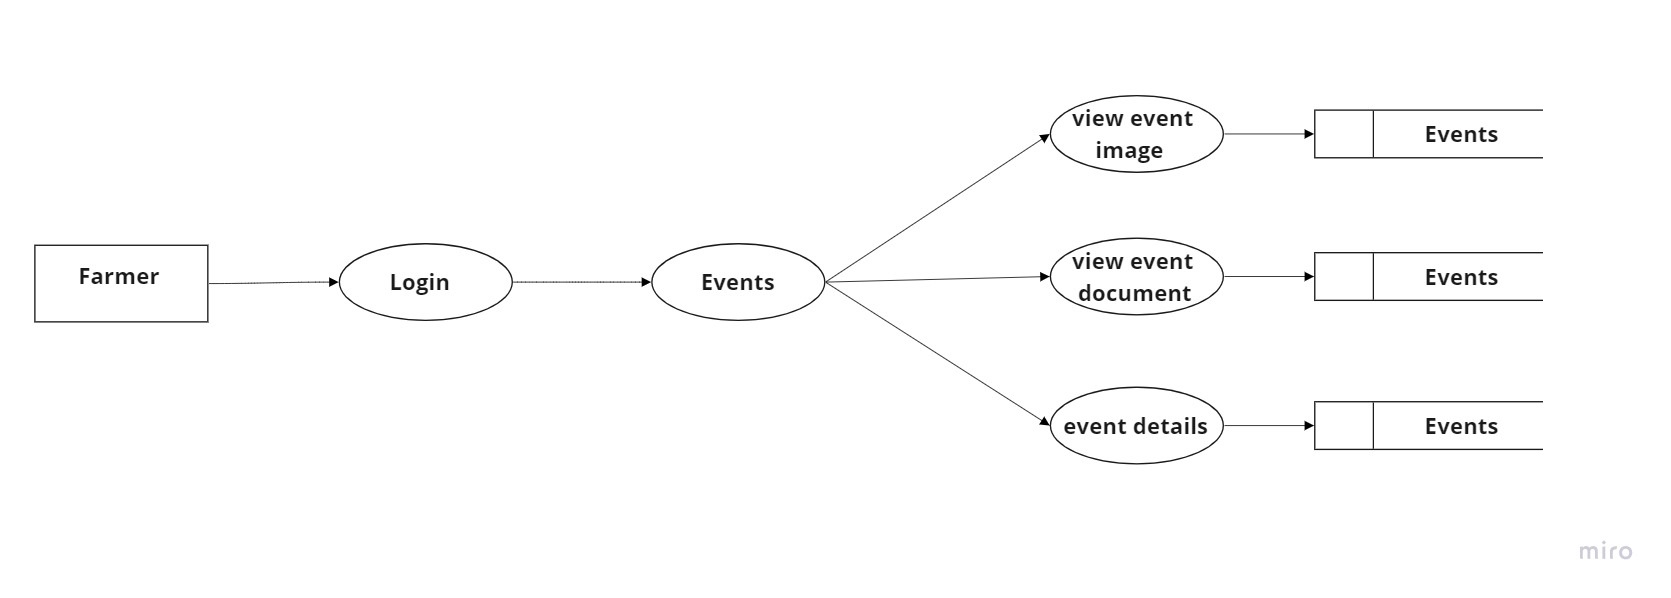 Farmer
Login
Events
view event
image
Events
view event
document
Events
event details
Events
miro